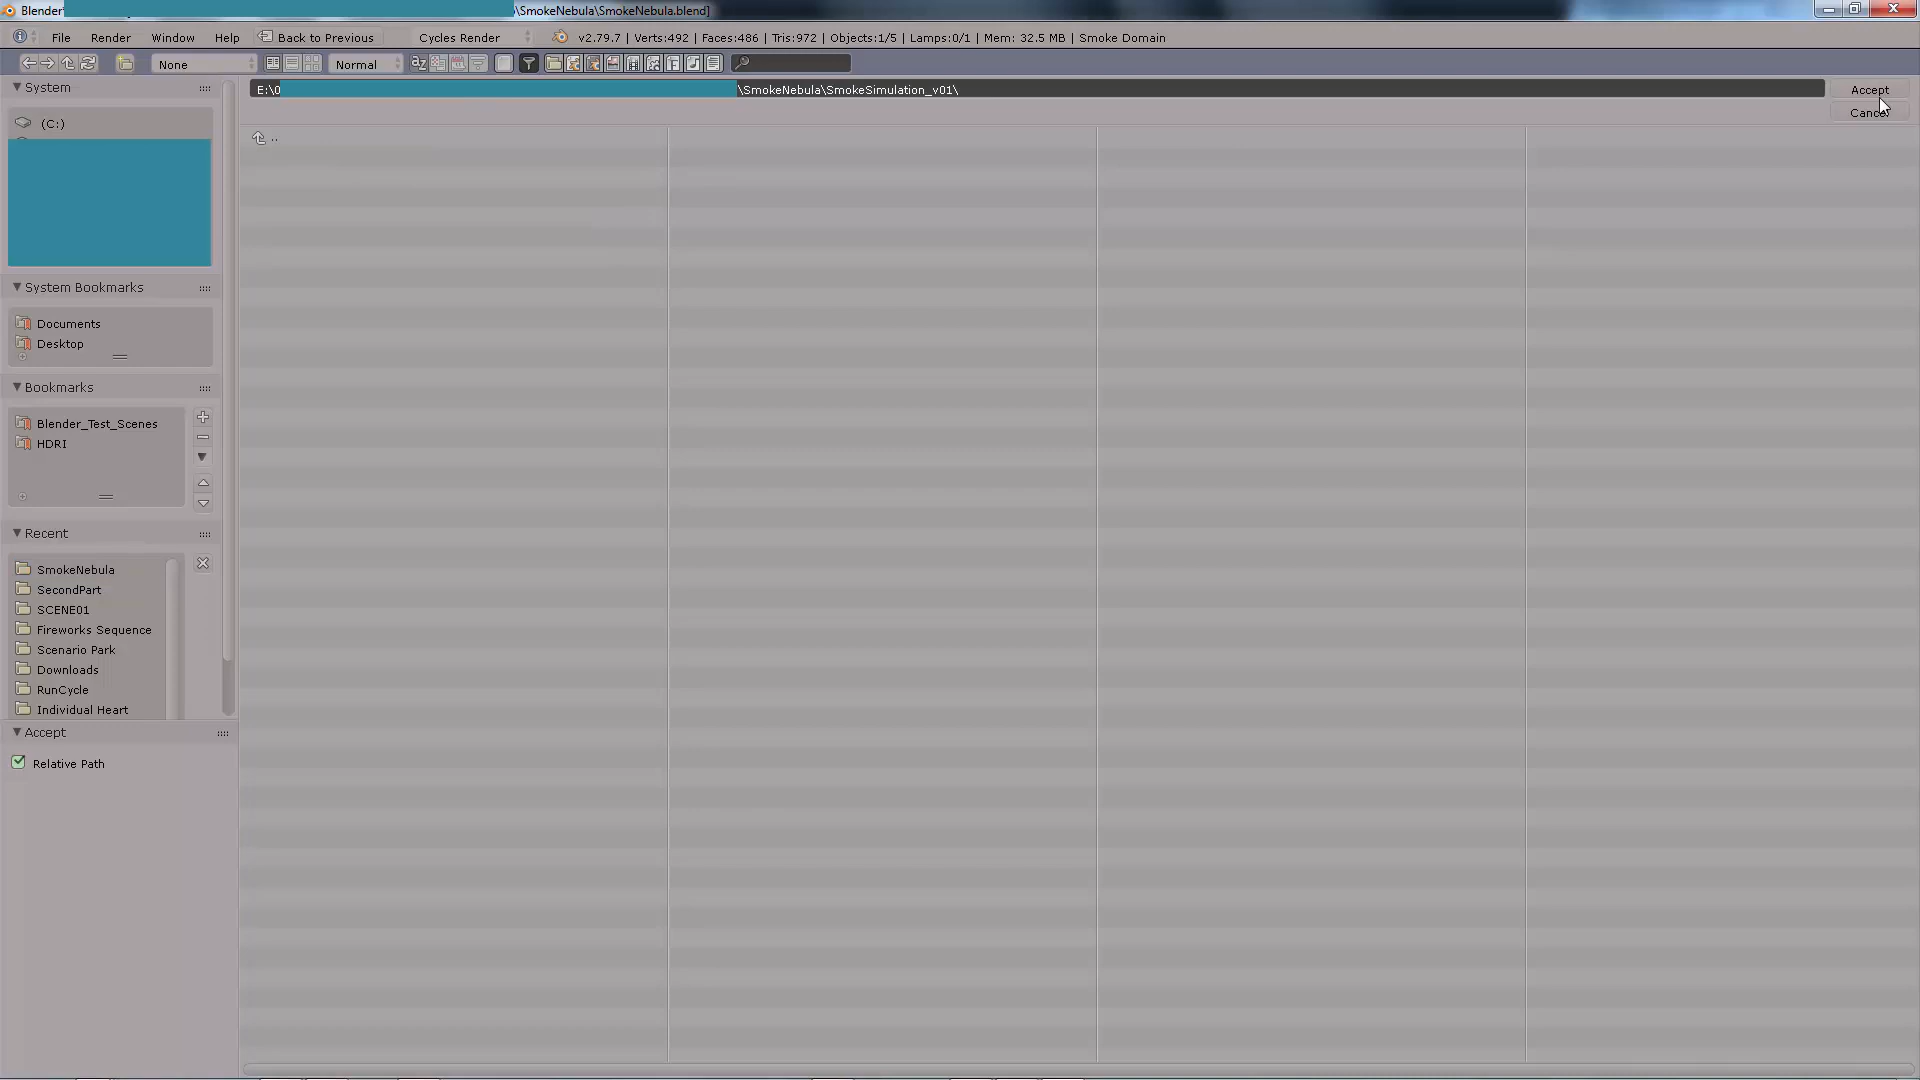 Blender
\SmokeNebula\SmokeNebula.blend]
File Render Window Help Back to Previous Cycles Render v2.79.7 | Verts:492 | Faces:486 | Tris:972 | Objects:1/5 | Lamps:0/1 | Mem: 32.5 MB | Smoke Domain
None Normal
System
E:\0
\SmokeNebula\SmokeSimulation_v01\
Accept
Cancel
(C:)
..
System Bookmarks
Documents
Desktop
Bookmarks
Blender_Test_Scenes
HDRI
Recent
SmokeNebula
SecondPart
SCENE01
Fireworks Sequence
Scenario Park
Downloads
RunCycle
Individual Heart
Accept
Relative Path